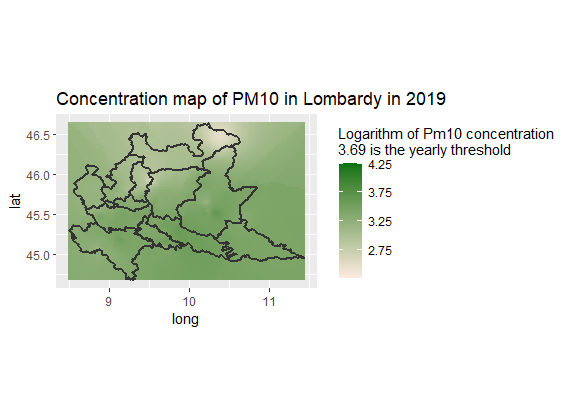 Concentration map of PM10 in Lombardy in 2019
Logarithm of Pm10 concentration
3.69 is the yearly threshold
4.25
3.75
3.25
2.75
lat
46.5
46.0
45.5
45.0
9
10
11
long